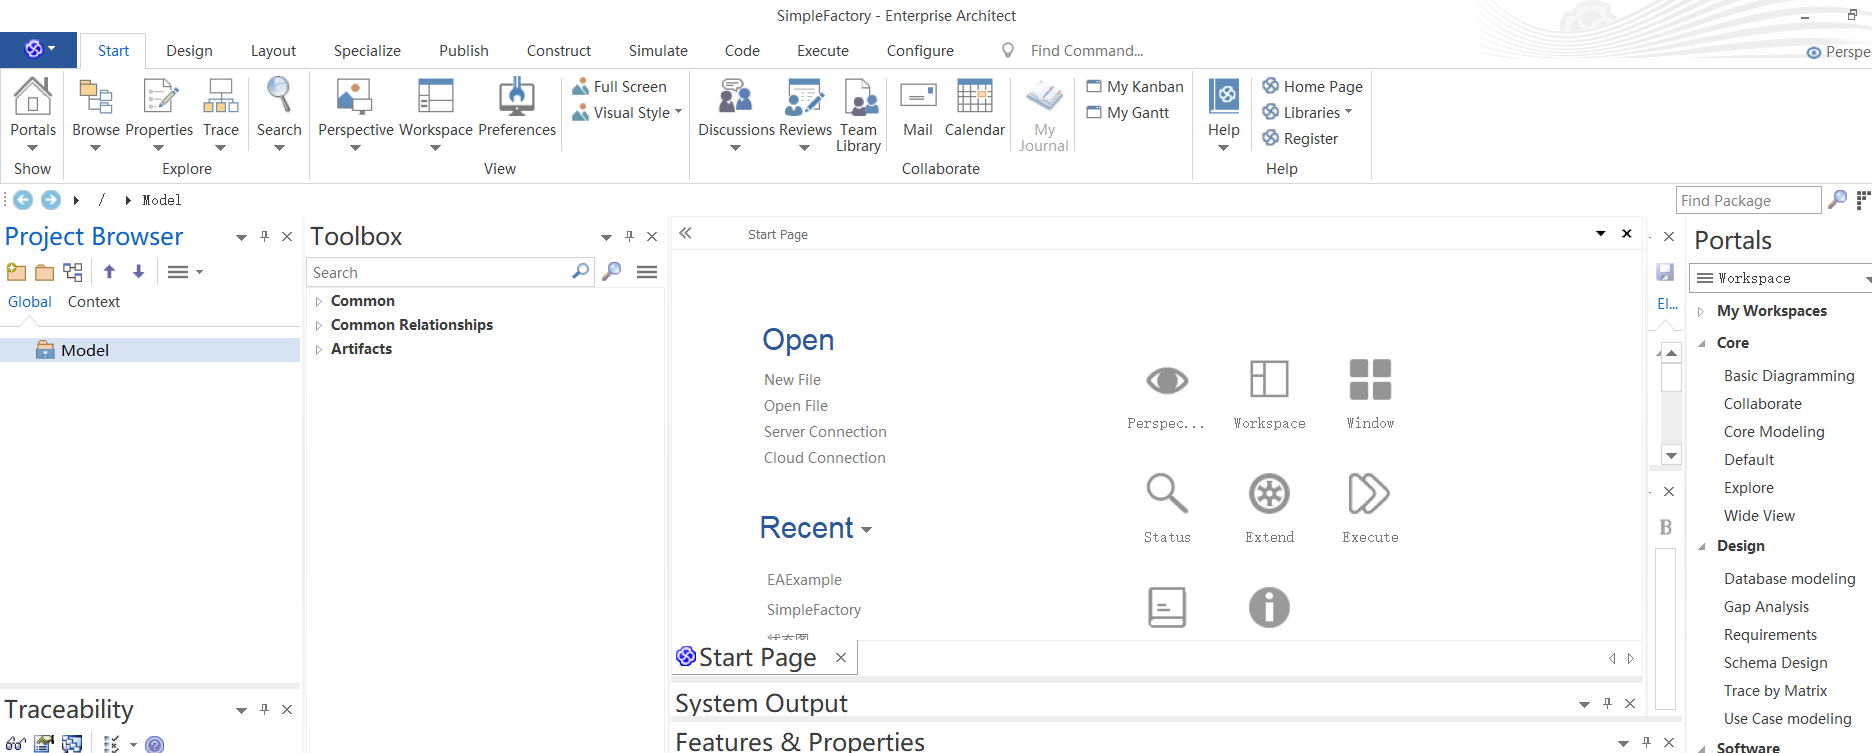 SimpleFactory - Enterprise Architect
Start Design Layout Specialize Publish Construct Simulate Code Execute Configure Find Command...
Portals Browse Properties Trace Search Perspective Workspace Preferences
Full Screen
Visual Style
Discussions Reviews Team Library Mail Calendar My Journal
My Kanban
My Gantt
Help
Home Page
Libraries
Register
Show Explore View Collaborate Help
/ Model
Find Package
Project Browser
Global Context
Model
Toolbox
Search
Common
Common Relationships
Artifacts
Start Page
Open
New File
Open File
Server Connection
Cloud Connection
Recent
EAExample
SimpleFactory
状态图
Perspec... Workspace Window
Status Extend Execute
Start Page
System Output
Features & Properties
Traceability
El...
B
Portals
Workspace
My Workspaces
Core
Basic Diagramming
Collaborate
Core Modeling
Default
Explore
Wide View
Design
Database modeling
Gap Analysis
Requirements
Schema Design
Trace by Matrix
Use Case modeling
Software